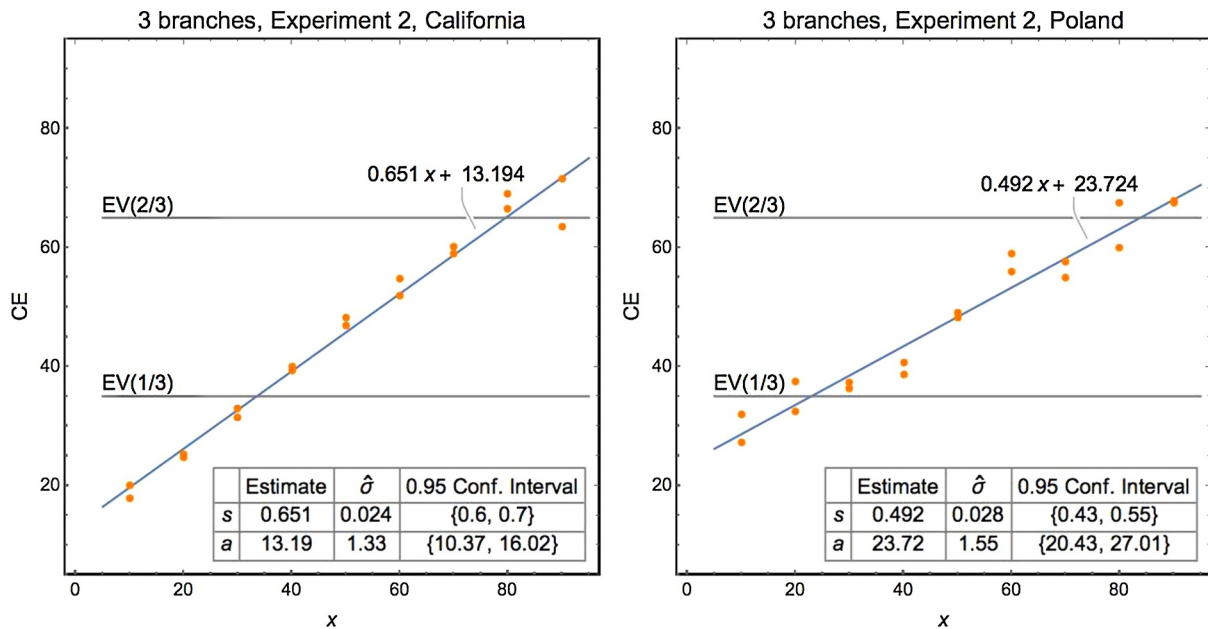 3 branches, Experiment 2, California
80
0.651 x + 13.194
EV(2/3)
60
CE
40
EV(1/3)
20
Estimate σ̂ 0.95 Conf. Interval
s 0.651 0.024 {0.6, 0.7}
a 13.19 1.33 {10.37, 16.02}
0 20 40 60 80
x
3 branches, Experiment 2, Poland
80
0.492 x + 23.724
EV(2/3)
60
CE
40
EV(1/3)
20
Estimate σ̂ 0.95 Conf. Interval
s 0.492 0.028 {0.43, 0.55}
a 23.72 1.55 {20.43, 27.01}
0 20 40 60 80
x